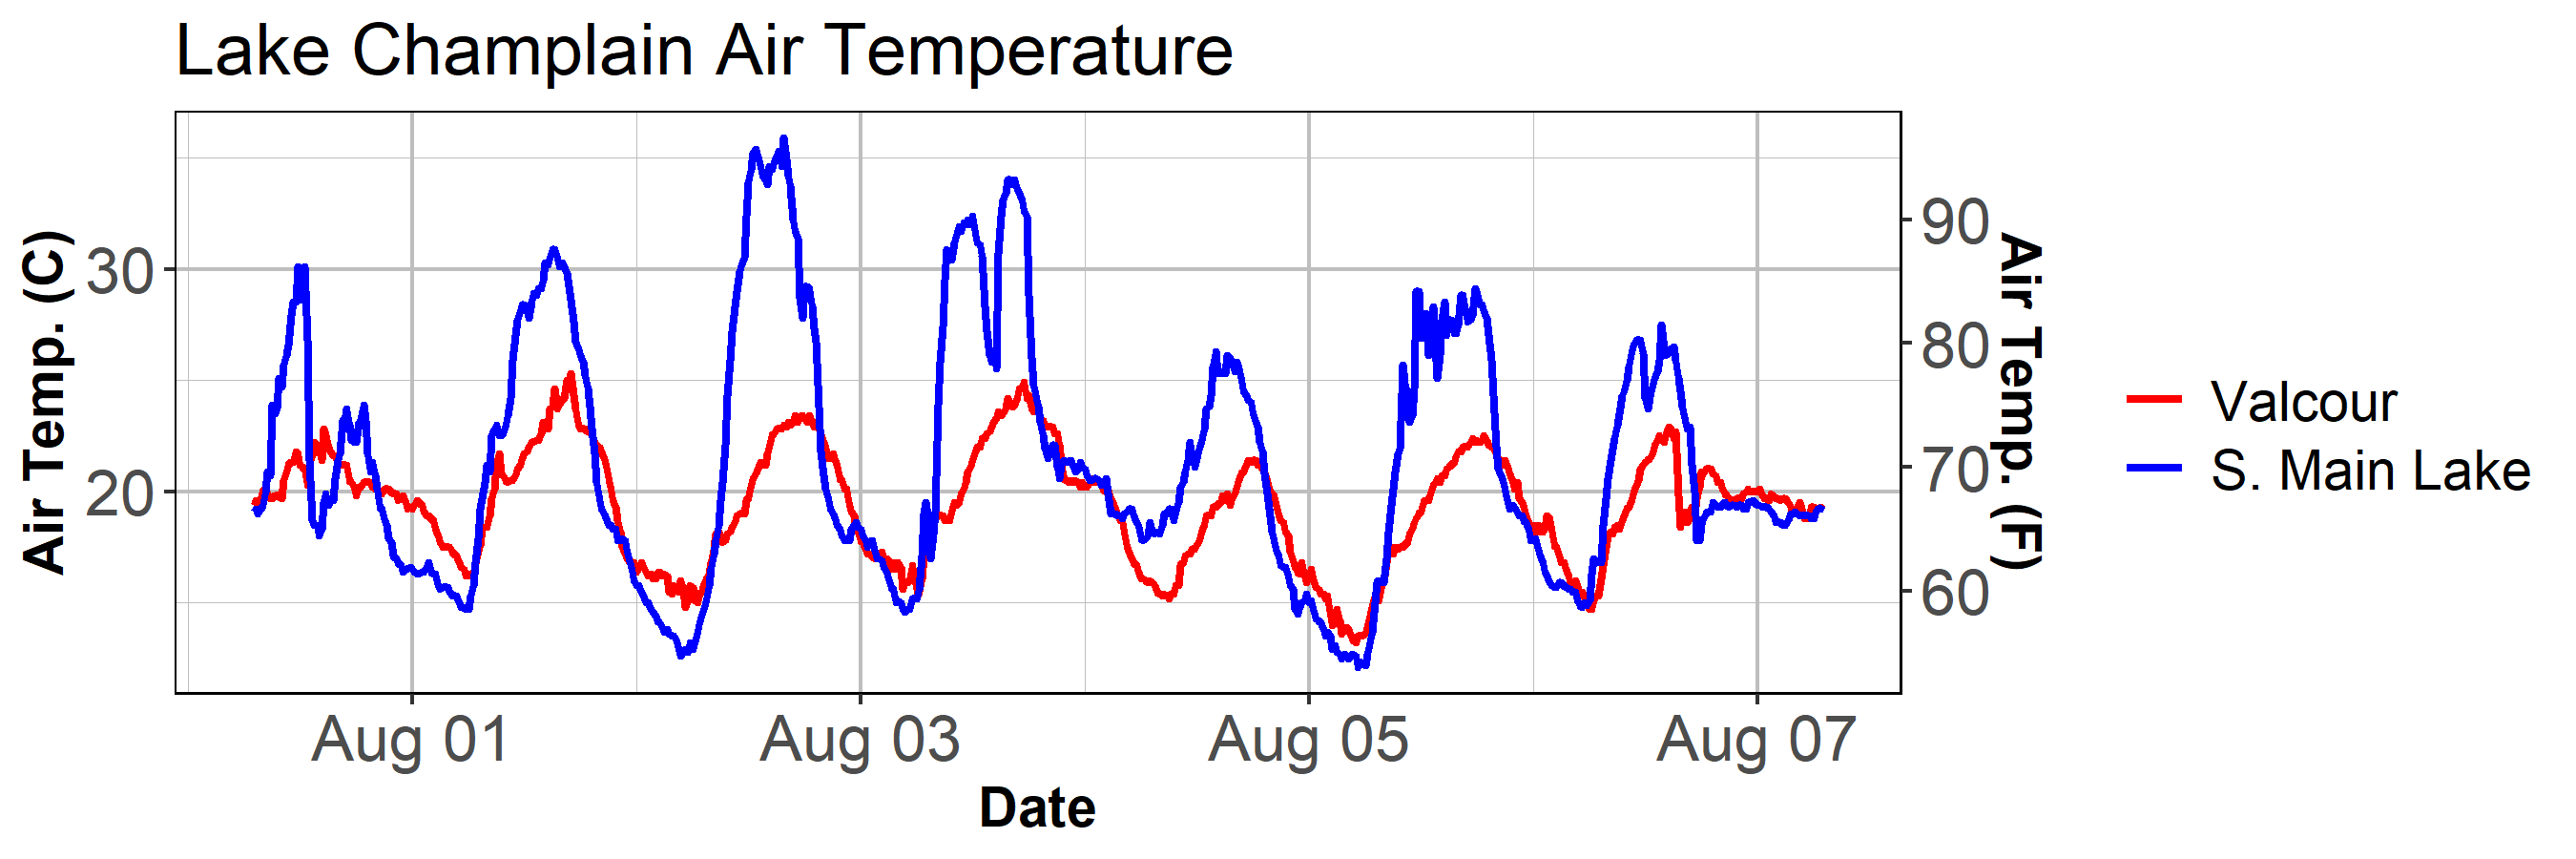 Lake Champlain Air Temperature
Air Temp. (C)
30
20
90
80
70
60
Air Temp. (F)
Aug 01
Aug 03
Aug 05
Aug 07
Date
Valcour
S. Main Lake